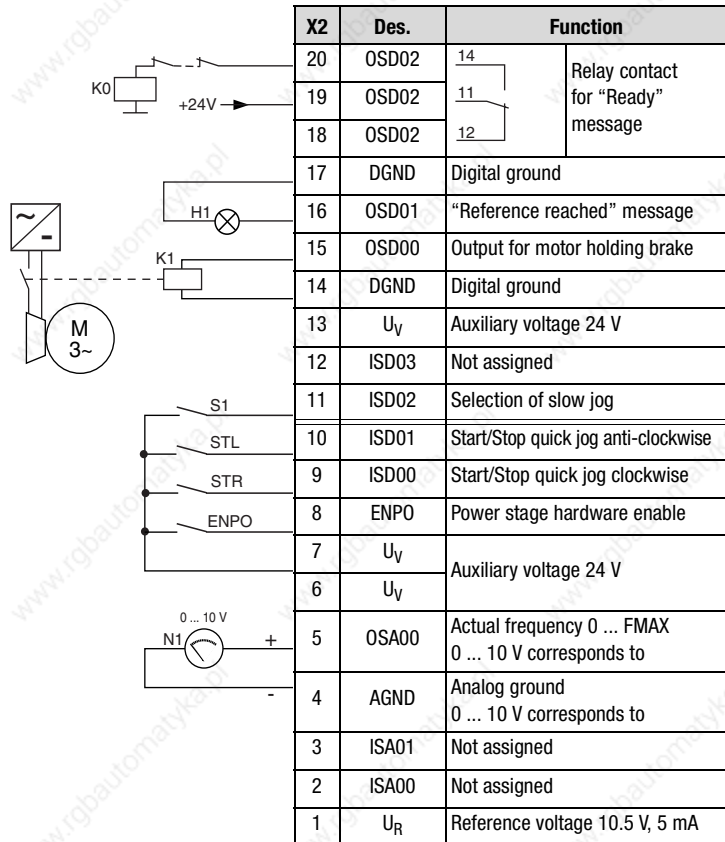 X2 Des. Function
20 OSD02 14 Relay contact
K0 +24V 19 OSD02 11 for “Ready”
18 OSD02 12 message
17 DGND Digital ground
H1 16 OSD01 “Reference reached” message
~ -
K1 15 OSD00 Output for motor holding brake
14 DGND Digital ground
M
3~
13 UV Auxiliary voltage 24 V
12 ISD03 Not assigned
S1 11 ISD02 Selection of slow jog
STL 10 ISD01 Start/Stop quick jog anti-clockwise
STR 9 ISD00 Start/Stop quick jog clockwise
ENPO 8 ENPO Power stage hardware enable
7 UV Auxiliary voltage 24 V
6 UV
0 ... 10 V
N1 + 5 OSA00 Actual frequency 0 ... FMAX
0 ... 10 V corresponds to
- 4 AGND Analog ground
0 ... 10 V corresponds to
3 ISA01 Not assigned
2 ISA00 Not assigned
1 UR Reference voltage 10.5 V, 5 mA
www.rgbautomatyka.pl